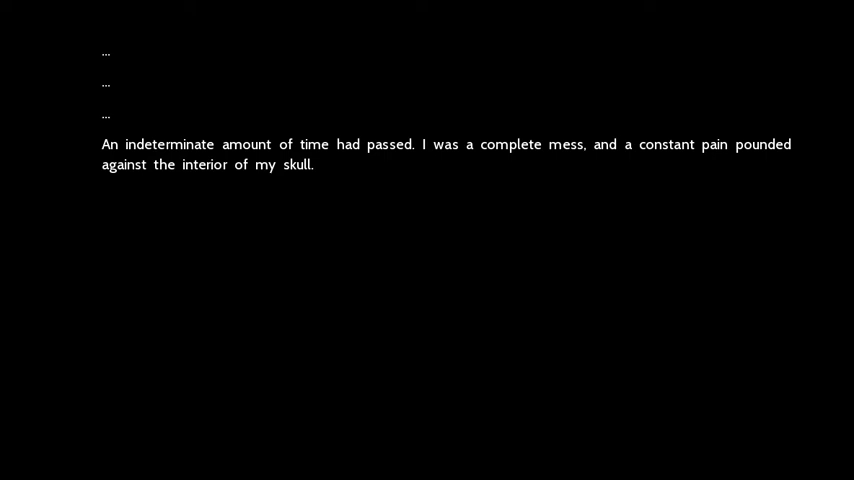 ...
...
...
An indeterminate amount of time had passed. I was a complete mess, and a constant pain pounded
against the interior of my skull.